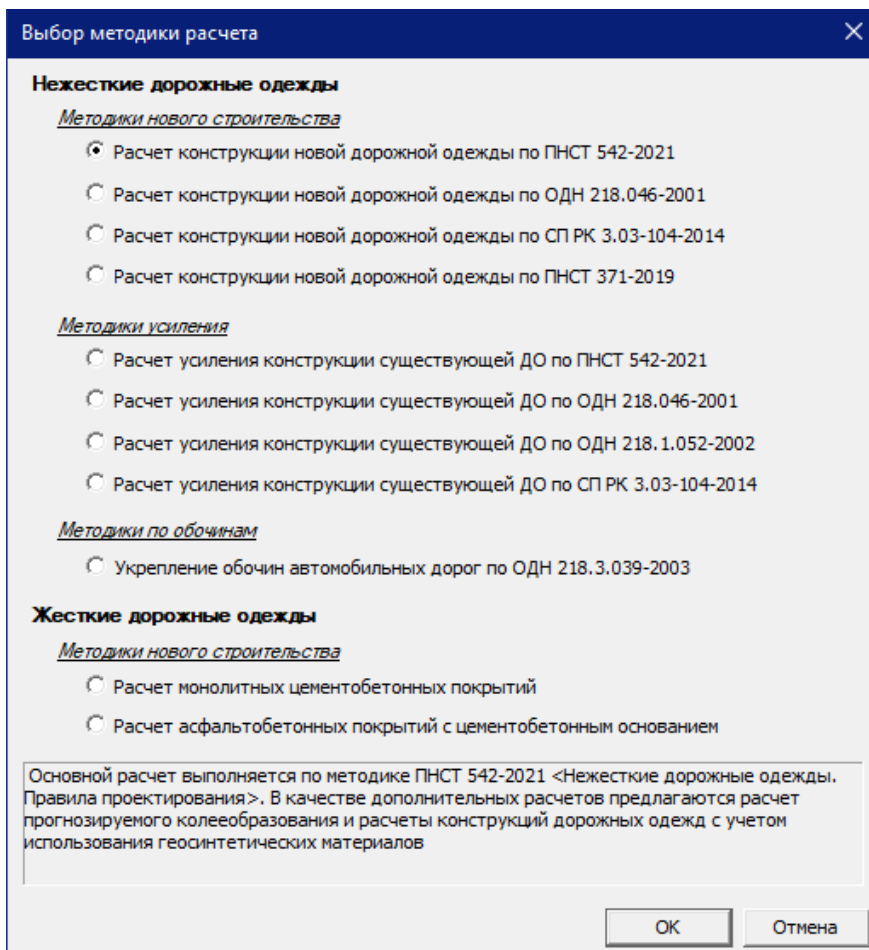 Выбор методики расчета
Нежесткие дорожные одежды
Методики нового строительства
Расчет конструкции новой дорожной одежды по ПНСТ 542-2021
Расчет конструкции новой дорожной одежды по ОДН 218.046-2001
Расчет конструкции новой дорожной одежды по СП РК 3.03-104-2014
Расчет конструкции новой дорожной одежды по ПНСТ 371-2019
Методики усиления
Расчет усиления конструкции существующей ДО по ПНСТ 542-2021
Расчет усиления конструкции существующей ДО по ОДН 218.046-2001
Расчет усиления конструкции существующей ДО по ОДН 218.1.052-2002
Расчет усиления конструкции существующей ДО по СП РК 3.03-104-2014
Методики по обочинам
Укрепление обочин автомобильных дорог по ОДН 218.3.039-2003
Жесткие дорожные одежды
Методики нового строительства
Расчет монолитных цементобетонных покрытий
Расчет асфальтобетонных покрытий с цементобетонным основанием
Основной расчет выполняется по методике ПНСТ 542-2021 <Нежесткие дорожные одежды.
Правила проектирования>. В качестве дополнительных расчетов предлагаются расчет
прогнозируемого колееобразования и расчеты конструкций дорожных одежд с учетом
использования геосинтетических материалов
ОК
Отмена